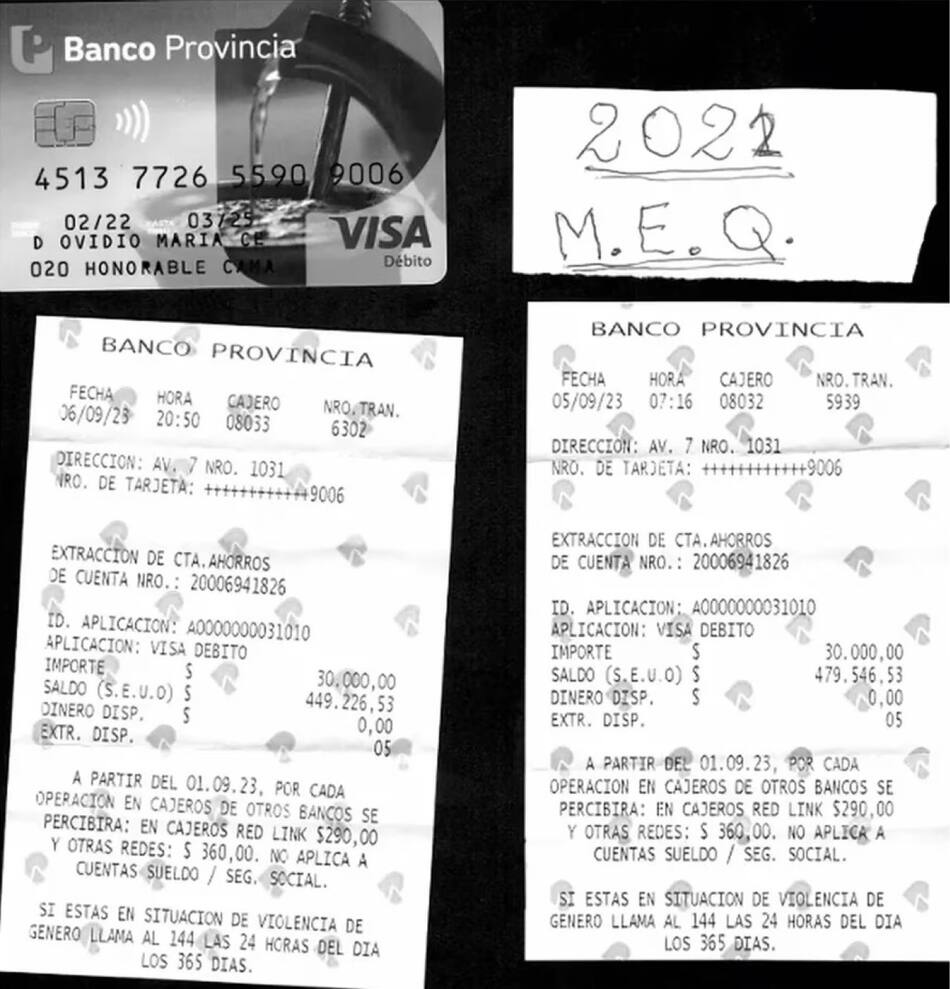 Banco Provincia
4513 7726 5590 9006
02/22 03/25
D OVIDIO MARIA CE
020 HONORABLE CAMA
VISA
Débito
2021
M.E.Q.
BANCO PROVINCIA
FECHA HORA CAJERO NRO.TRAN.
06/09/23 20:50 08033 6302
DIRECCION: AV. 7 NRO. 1031
NRO. DE TARJETA: ++++++++++++9006
EXTRACCION DE CTA.AHORROS
DE CUENTA NRO.: 20006941826
ID. APLICACION: A0000000031010
APLICACION: VISA DEBITO
IMPORTE $ 30.000,00
SALDO (S.E.U.O) $ 449.226,53
DINERO DISP. $ 0,00
EXTR. DISP. 05
A PARTIR DEL 01.09.23, POR CADA
OPERACION EN CAJEROS DE OTROS BANCOS SE
PERCIBIRA: EN CAJEROS RED LINK $290,00
Y OTRAS REDES: $ 360,00. NO APLICA A
CUENTAS SUELDO / SEG. SOCIAL.
SI ESTAS EN SITUACION DE VIOLENCIA DE
GENERO LLAMA AL 144 LAS 24 HORAS DEL DIA
LOS 365 DIAS.
BANCO PROVINCIA
FECHA HORA CAJERO NRO.TRAN.
05/09/23 07:16 08032 5939
DIRECCION: AV. 7 NRO. 1031
NRO. DE TARJETA: ++++++++++++9006
EXTRACCION DE CTA.AHORROS
DE CUENTA NRO.: 20006941826
ID. APLICACION: A0000000031010
APLICACION: VISA DEBITO
IMPORTE $ 30.000,00
SALDO (S.E.U.O) $ 479.546,53
DINERO DISP. $ 0,00
EXTR. DISP. 05
A PARTIR DEL 01.09.23, POR CADA
OPERACION EN CAJEROS DE OTROS BANCOS SE
PERCIBIRA: EN CAJEROS RED LINK $290,00
Y OTRAS REDES: $ 360,00. NO APLICA A
CUENTAS SUELDO / SEG. SOCIAL.
SI ESTAS EN SITUACION DE VIOLENCIA DE
GENERO LLAMA AL 144 LAS 24 HORAS DEL DIA
LOS 365 DIAS.